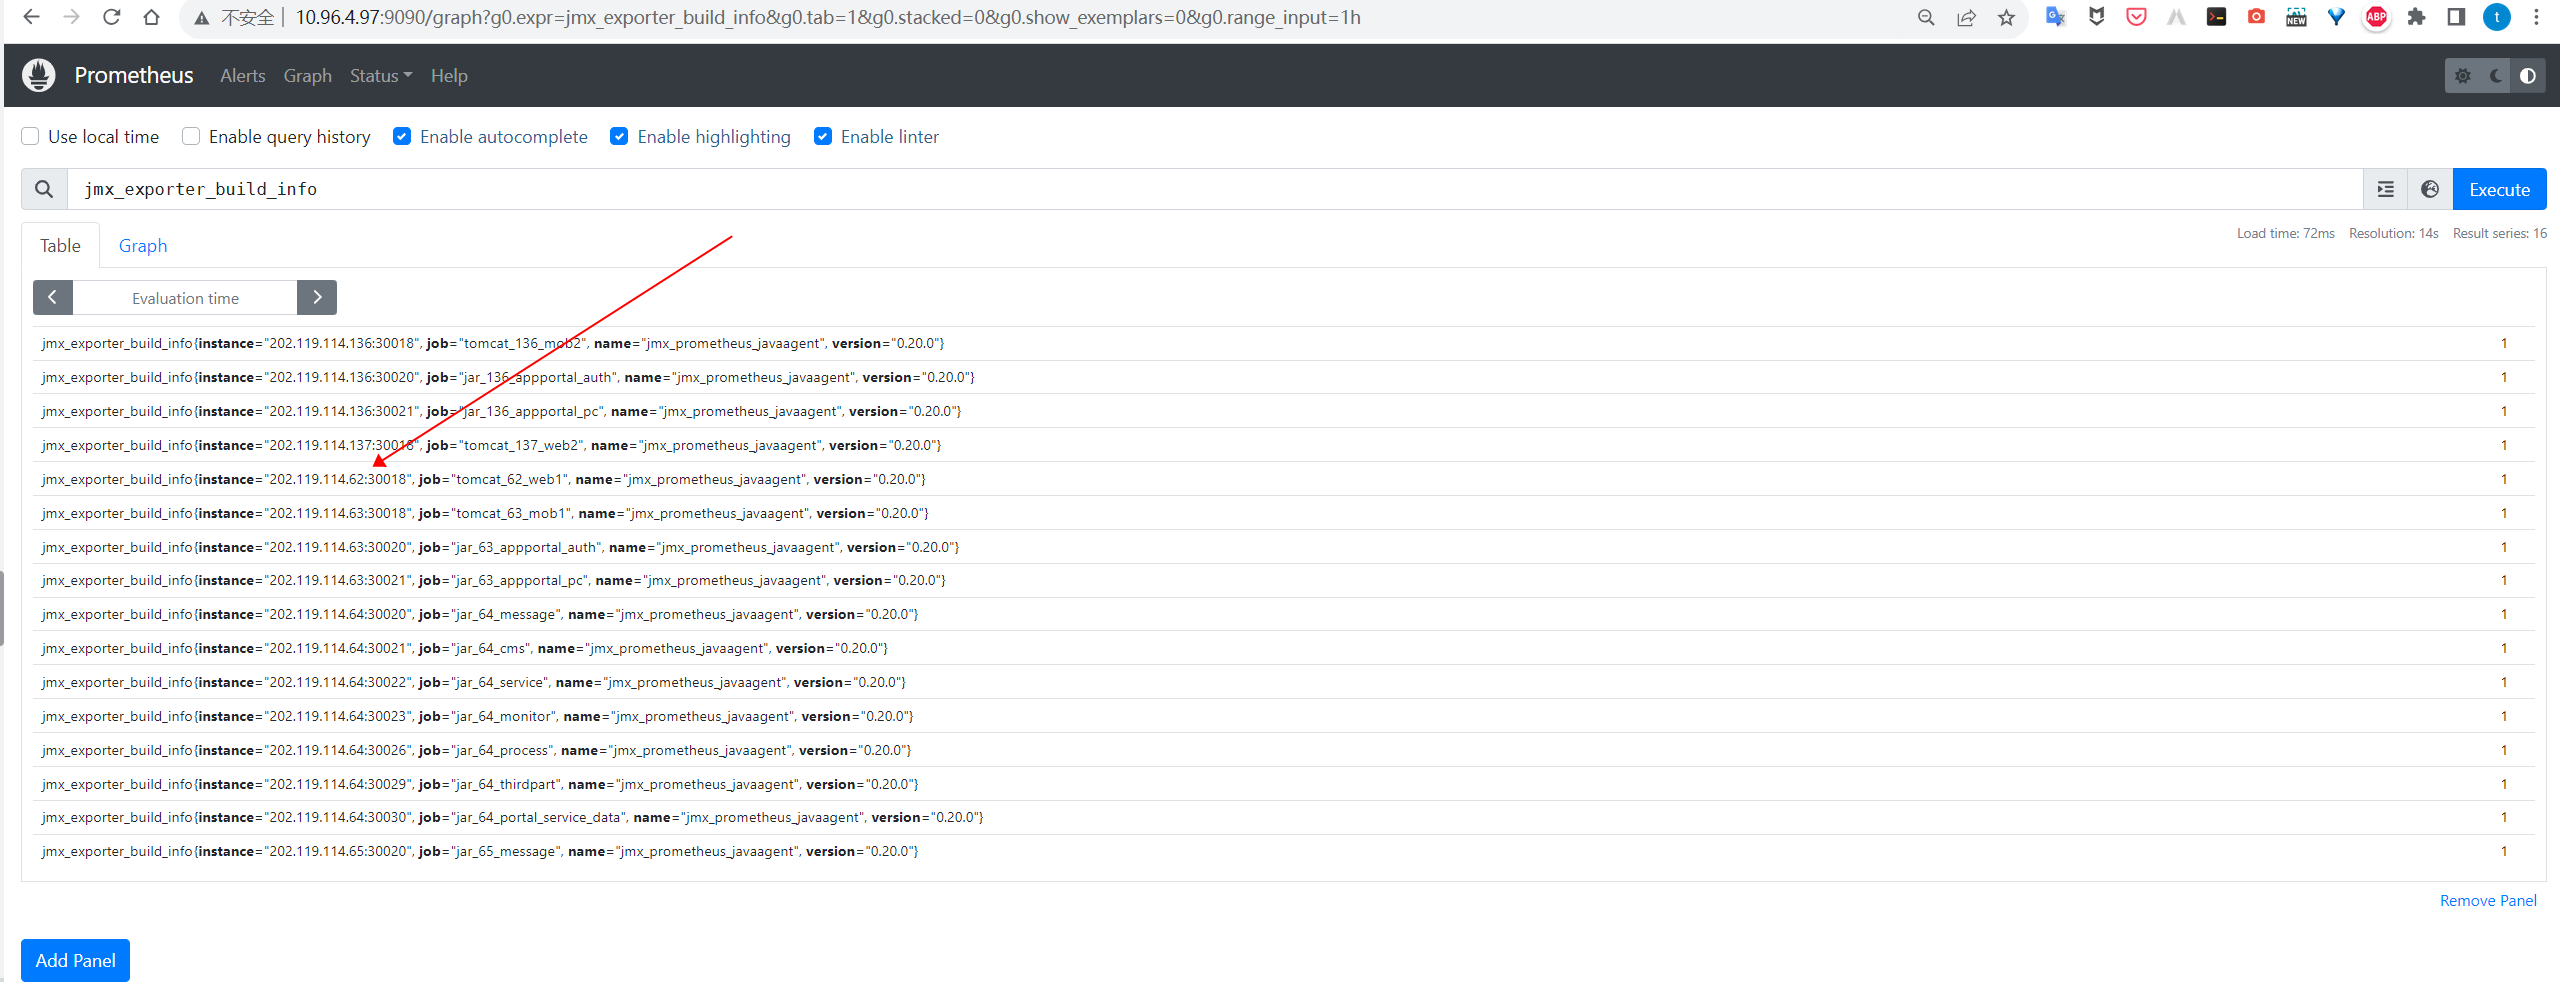 不安全 | 10.96.4.97:9090/graph?g0.expr=jmx_exporter_build_info&g0.tab=1&g0.stacked=0&g0.show_exemplars=0&g0.range_input=1h
NEW ABP t
Prometheus Alerts Graph Status Help
Use local time Enable query history Enable autocomplete Enable highlighting Enable linter
jmx_exporter_build_info Execute
Table Graph Load time: 72ms Resolution: 14s Result series: 16
Evaluation time
jmx_exporter_build_info{instance="202.119.114.136:30018", job="tomcat_136_mob2", name="jmx_prometheus_javaagent", version="0.20.0"} 1
jmx_exporter_build_info{instance="202.119.114.136:30020", job="jar_136_appportal_auth", name="jmx_prometheus_javaagent", version="0.20.0"} 1
jmx_exporter_build_info{instance="202.119.114.136:30021", job="jar_136_appportal_pc", name="jmx_prometheus_javaagent", version="0.20.0"} 1
jmx_exporter_build_info{instance="202.119.114.137:30018", job="tomcat_137_web2", name="jmx_prometheus_javaagent", version="0.20.0"} 1
jmx_exporter_build_info{instance="202.119.114.62:30018", job="tomcat_62_web1", name="jmx_prometheus_javaagent", version="0.20.0"} 1
jmx_exporter_build_info{instance="202.119.114.63:30018", job="tomcat_63_mob1", name="jmx_prometheus_javaagent", version="0.20.0"} 1
jmx_exporter_build_info{instance="202.119.114.63:30020", job="jar_63_appportal_auth", name="jmx_prometheus_javaagent", version="0.20.0"} 1
jmx_exporter_build_info{instance="202.119.114.63:30021", job="jar_63_appportal_pc", name="jmx_prometheus_javaagent", version="0.20.0"} 1
jmx_exporter_build_info{instance="202.119.114.64:30020", job="jar_64_message", name="jmx_prometheus_javaagent", version="0.20.0"} 1
jmx_exporter_build_info{instance="202.119.114.64:30021", job="jar_64_cms", name="jmx_prometheus_javaagent", version="0.20.0"} 1
jmx_exporter_build_info{instance="202.119.114.64:30022", job="jar_64_service", name="jmx_prometheus_javaagent", version="0.20.0"} 1
jmx_exporter_build_info{instance="202.119.114.64:30023", job="jar_64_monitor", name="jmx_prometheus_javaagent", version="0.20.0"} 1
jmx_exporter_build_info{instance="202.119.114.64:30026", job="jar_64_process", name="jmx_prometheus_javaagent", version="0.20.0"} 1
jmx_exporter_build_info{instance="202.119.114.64:30029", job="jar_64_thirdpart", name="jmx_prometheus_javaagent", version="0.20.0"} 1
jmx_exporter_build_info{instance="202.119.114.64:30030", job="jar_64_portal_service_data", name="jmx_prometheus_javaagent", version="0.20.0"} 1
jmx_exporter_build_info{instance="202.119.114.65:30020", job="jar_65_message", name="jmx_prometheus_javaagent", version="0.20.0"} 1
Remove Panel
Add Panel